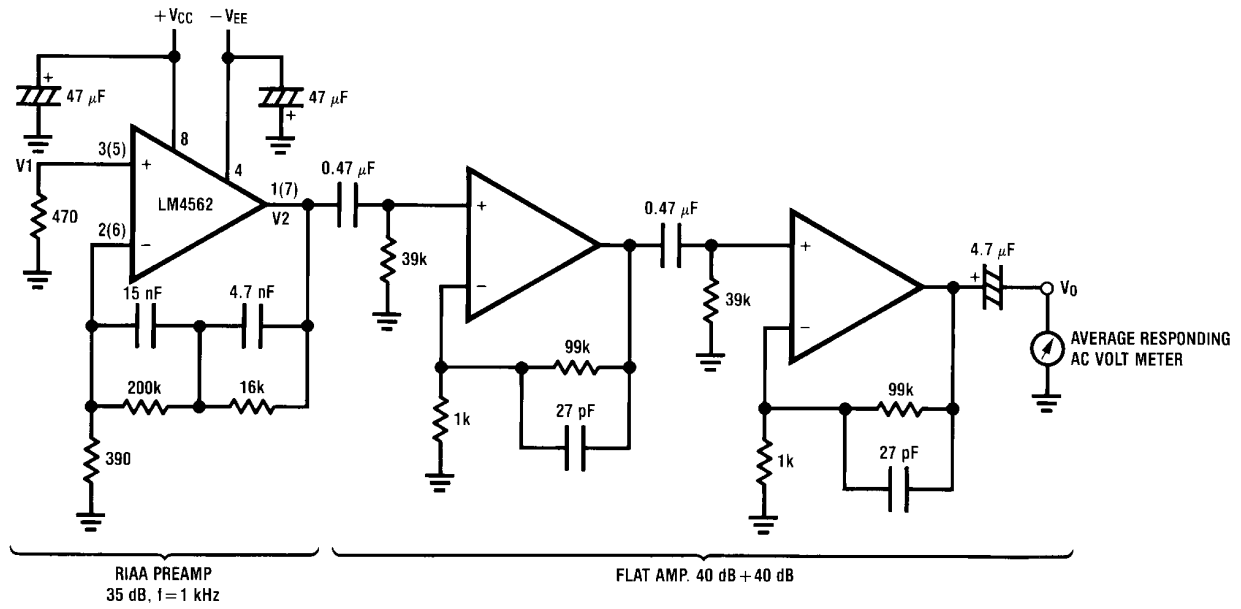 +VCC
−VEE
+
47 µF
47 µF
+
8
4
V1
3(5)
+
LM4562
1(7)
V2
470
2(6)
−
15 nF
4.7 nF
200k
16k
390
0.47 µF
39k
+
−
99k
27 pF
1k
0.47 µF
39k
+
−
99k
27 pF
1k
4.7 µF
+
VO
AVERAGE RESPONDING
AC VOLT METER
RIAA PREAMP
35 dB, f=1 kHz
FLAT AMP. 40 dB+40 dB